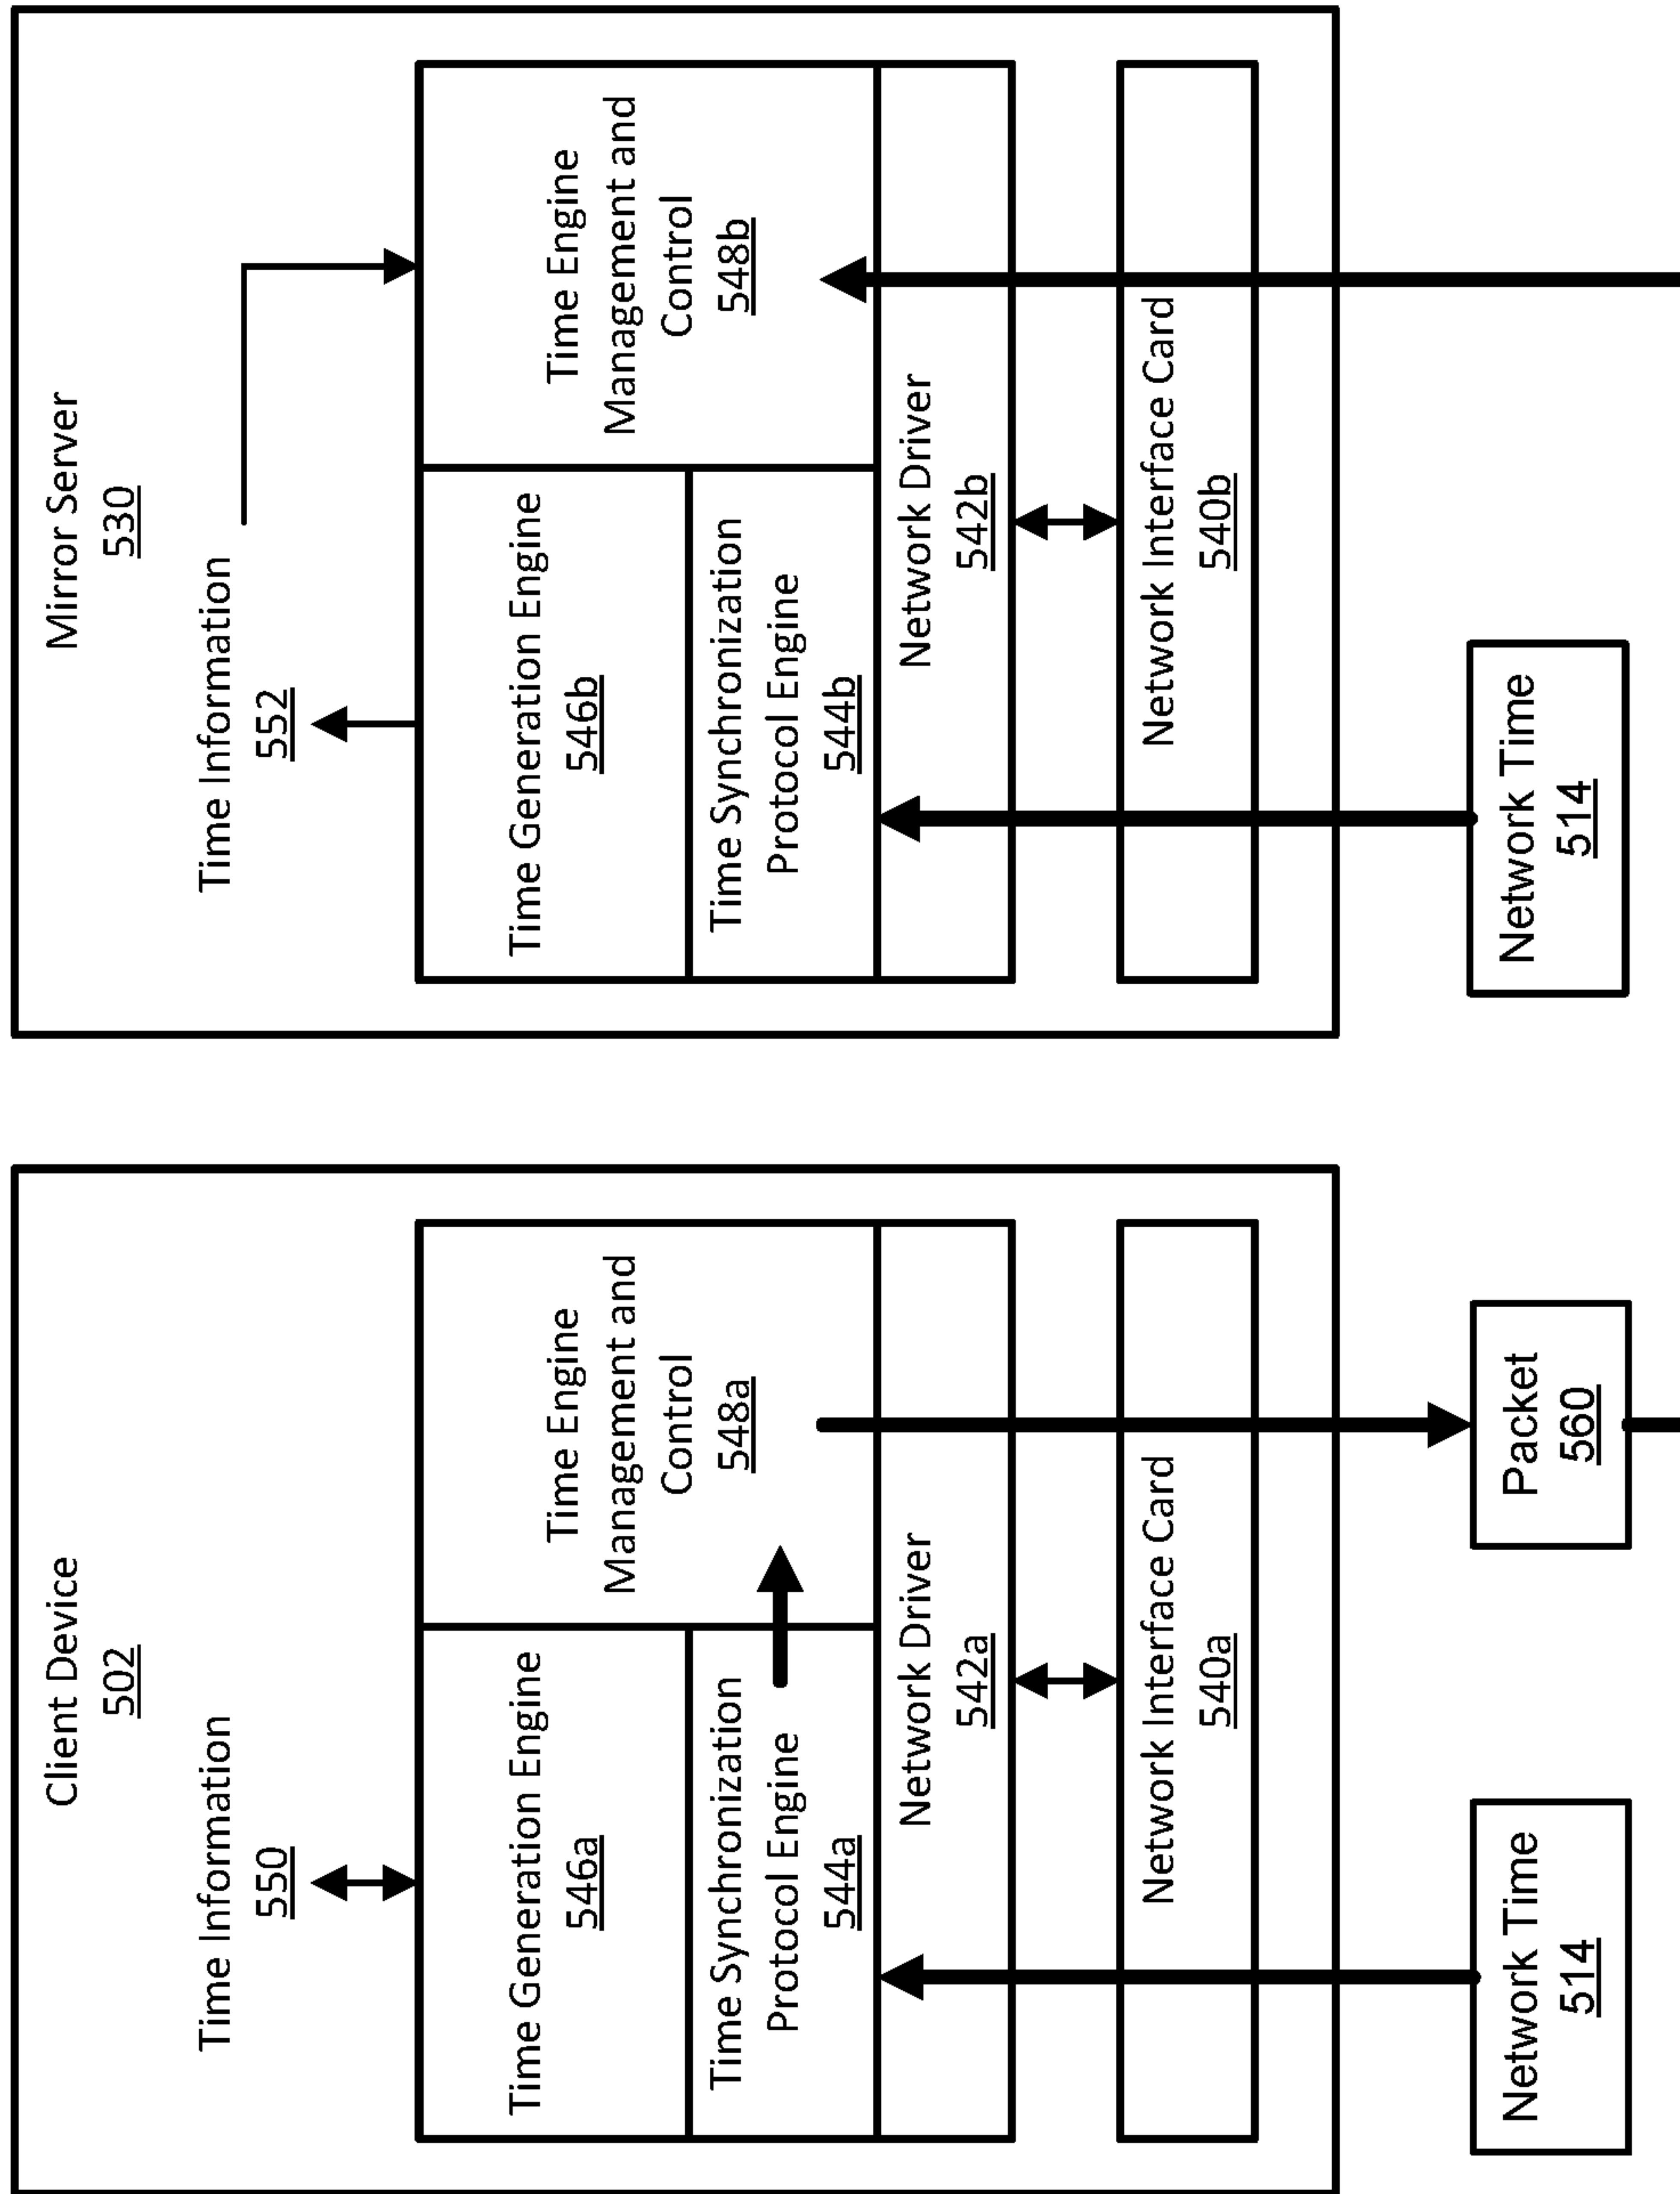 Client Device
502
Time Information
550
Time Generation Engine
546a
Time Synchronization
Protocol Engine
544a
Time Engine
Management and
Control
548a
Network Driver
542a
Network Interface Card
540a
Network Time
514
Packet
560
Mirror Server
530
Time Information
552
Time Generation Engine
546b
Time Synchronization
Protocol Engine
544b
Time Engine
Management and
Control
548b
Network Driver
542b
Network Interface Card
540b
Network Time
514